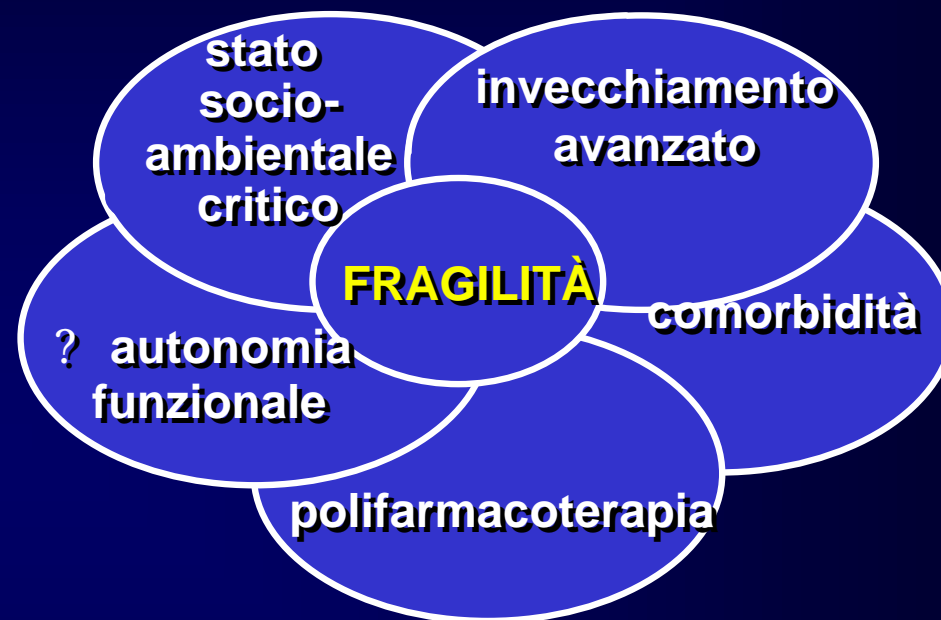 stato
socio-
ambientale
critico
invecchiamento
avanzato
FRAGILITÀ
comorbidità
? autonomia
funzionale
polifarmacoterapia